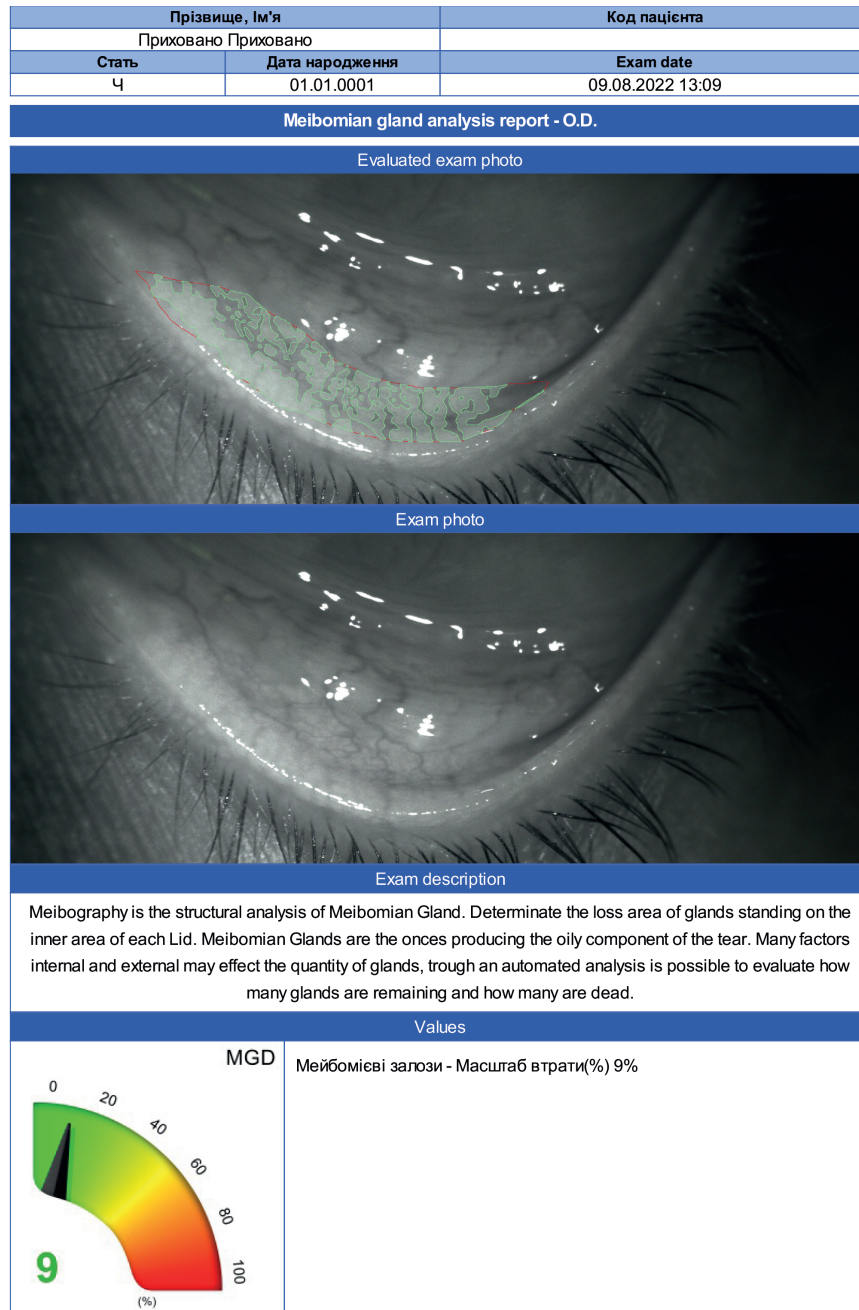 Прізвище, Ім'я
Код пацієнта
Приховано Приховано
Стать
Дата народження
Exam date
Ч
01.01.0001
09.08.2022 13:09
Meibomian gland analysis report - O.D.
Evaluated exam photo
Exam photo
Exam description
Meibography is the structural analysis of Meibomian Gland. Determinate the loss area of glands standing on the
inner area of each Lid. Meibomian Glands are the onces producing the oily component of the tear. Many factors
internal and external may effect the quantity of glands, trough an automated analysis is possible to evaluate how
many glands are remaining and how many are dead.
Values
MGD
Мейбомієві залози - Масштаб втрати(%) 9%
0
20
40
60
80
100
9
(%)